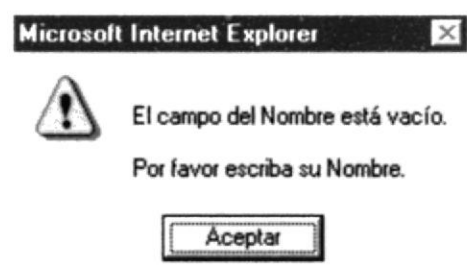 Microsoft Internet Explorer
El campo del Nombre está vacío.
Por favor escriba su Nombre.
Aceptar